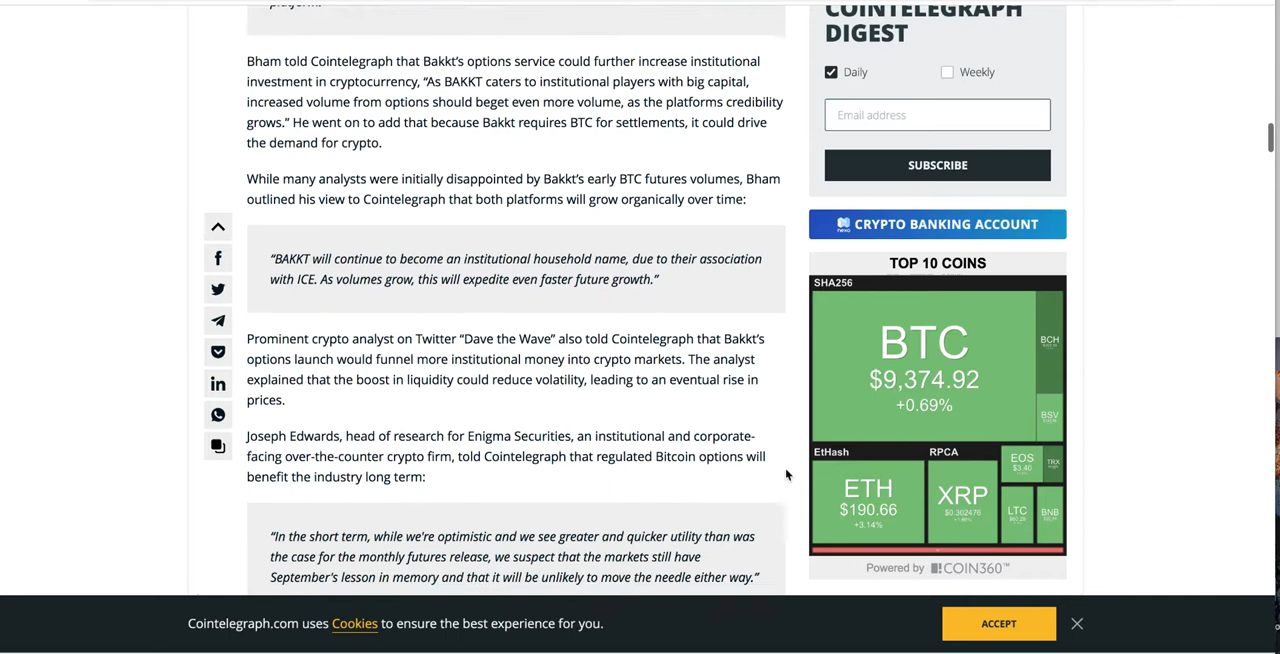 platform."
Bham told Cointelegraph that Bakkt's options service could further increase institutional
investment in cryptocurrency, "As BAKKT caters to institutional players with big capital,
increased volume from options should beget even more volume, as the platforms credibility
grows." He went on to add that because Bakkt requires BTC for settlements, it could drive
the demand for crypto.
While many analysts were initially disappointed by Bakkt's early BTC futures volumes, Bham
outlined his view to Cointelegraph that both platforms will grow organically over time:
"BAKKT will continue to become an institutional household name, due to their association
with ICE. As volumes grow, this will expedite even faster future growth."
Prominent crypto analyst on Twitter "Dave the Wave" also told Cointelegraph that Bakkt's
options launch would funnel more institutional money into crypto markets. The analyst
explained that the boost in liquidity could reduce volatility, leading to an eventual rise in
prices.
Joseph Edwards, head of research for Enigma Securities, an institutional and corporate-
facing over-the-counter crypto firm, told Cointelegraph that regulated Bitcoin options will
benefit the industry long term:
"In the short term, while we're optimistic and we see greater and quicker utility than was
the case for the monthly futures release, we suspect that the markets still have
September's lesson in memory and that it will be unlikely to move the needle either way."
COINTELEGRAPH
DIGEST
Daily
Weekly
Email address
SUBSCRIBE
nexo
CRYPTO BANKING ACCOUNT
TOP 10 COINS
SHA256
BTC
$9,374.92
+0.69%
BCH
BSV
EtHash
ETH
$190.66
+3.14%
RPCA
XRP
$0.302476
EOS
$3.40
TRX
LTC
BNB
Powered by COIN360™
Cointelegraph.com uses Cookies to ensure the best experience for you.
ACCEPT